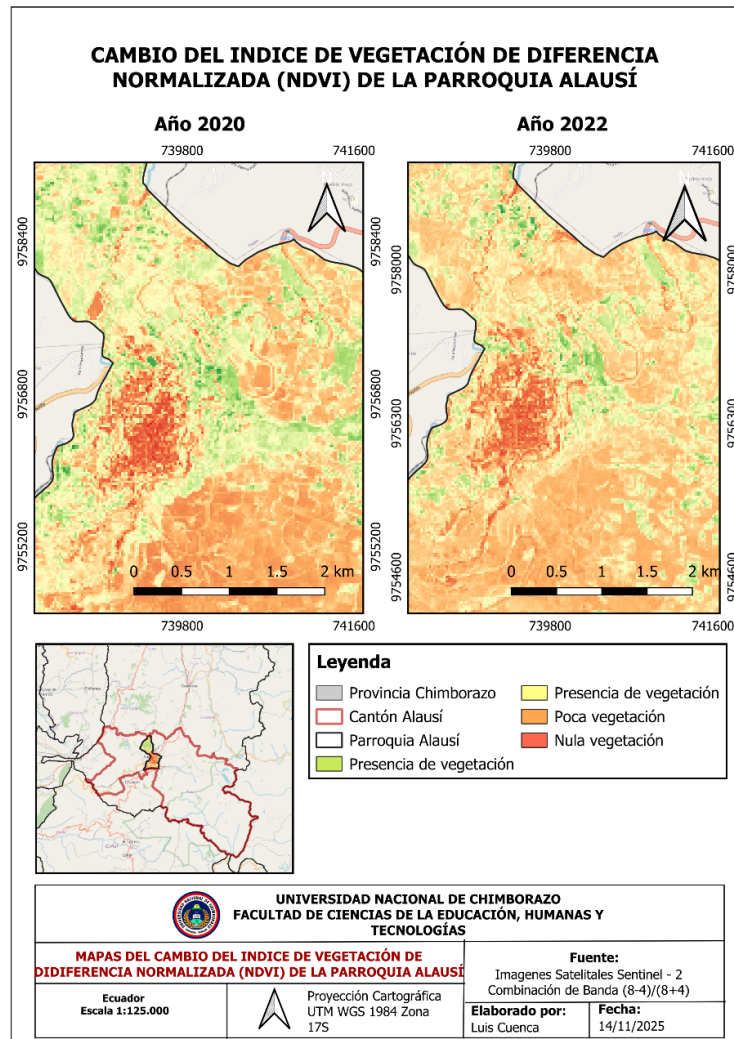 CAMBIO DEL INDICE DE VEGETACIÓN DE DIFERENCIA
NORMALIZADA (NDVI) DE LA PARROQUIA ALAUSÍ
Año 2020
Año 2022
739800
741600
739800
741600
9758400
9758400
9758000
9758000
9756800
9756800
9756300
9756300
9755200
9755200
9754600
9754600
N
N
0 0.5 1 1.5 2 km
0 0.5 1 1.5 2 km
739800
741600
739800
741600
Leyenda
Provincia Chimborazo
Cantón Alausí
Parroquia Alausí
Presencia de vegetación
Presencia de vegetación
Poca vegetación
Nula vegetación
UNIVERSIDAD NACIONAL DE CHIMBORAZO
FACULTAD DE CIENCIAS DE LA EDUCACIÓN, HUMANAS Y
TECNOLOGÍAS
MAPAS DEL CAMBIO DEL INDICE DE VEGETACIÓN DE
DIDIFERENCIA NORMALIZADA (NDVI) DE LA PARROQUIA ALAUSÍ
Fuente:
Imagenes Satelitales Sentinel - 2
Combinación de Banda (8-4)/(8+4)
Ecuador
Escala 1:125.000
Proyección Cartográfica
UTM WGS 1984 Zona
17S
Elaborado por:
Luis Cuenca
Fecha:
14/11/2025